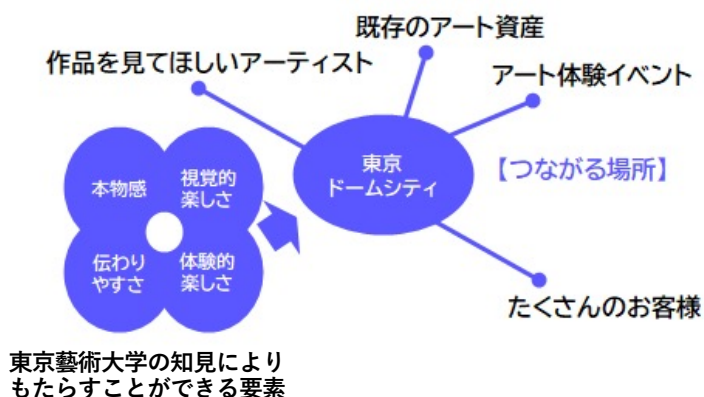 既存のアート資産
作品を見てほしいアーティスト
アート体験イベント
東京
ドームシティ
【つながる場所】
本物感
視覚的
楽しさ
伝わり
やすさ
体験的
楽しさ
たくさんのお客様
東京藝術大学の知見により
もたらすことができる要素